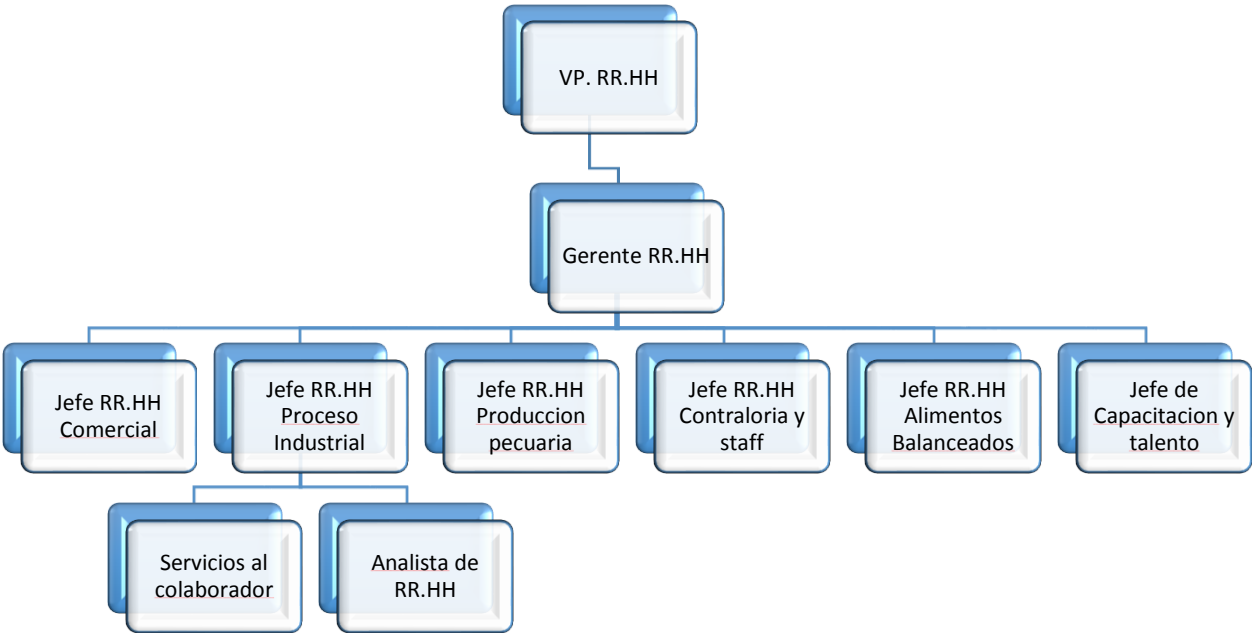 VP. RR.HH
Gerente RR.HH
Jefe RR.HH
Comercial
Jefe RR.HH
Proceso
Industrial
Jefe RR.HH
Produccion
pecuaria
Jefe RR.HH
Contraloria y
staff
Jefe RR.HH
Alimentos
Balanceados
Jefe de
Capacitacion y
talento
Servicios al
colaborador
Analista de
RR.HH